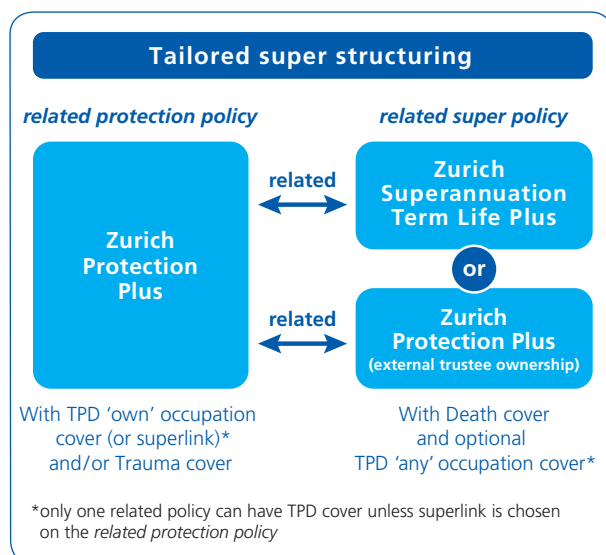 Tailored super structuring
related protection policy
related super policy
Zurich
Protection
Plus
related
related
Zurich
Superannuation
Term Life Plus
or
Zurich
Protection Plus
(external trustee ownership)
With TPD ‘own’ occupation
cover (or superlink)*
and/or Trauma cover
With Death cover
and optional
TPD ‘any’ occupation cover*
*only one related policy can have TPD cover unless superlink is chosen
on the related protection policy